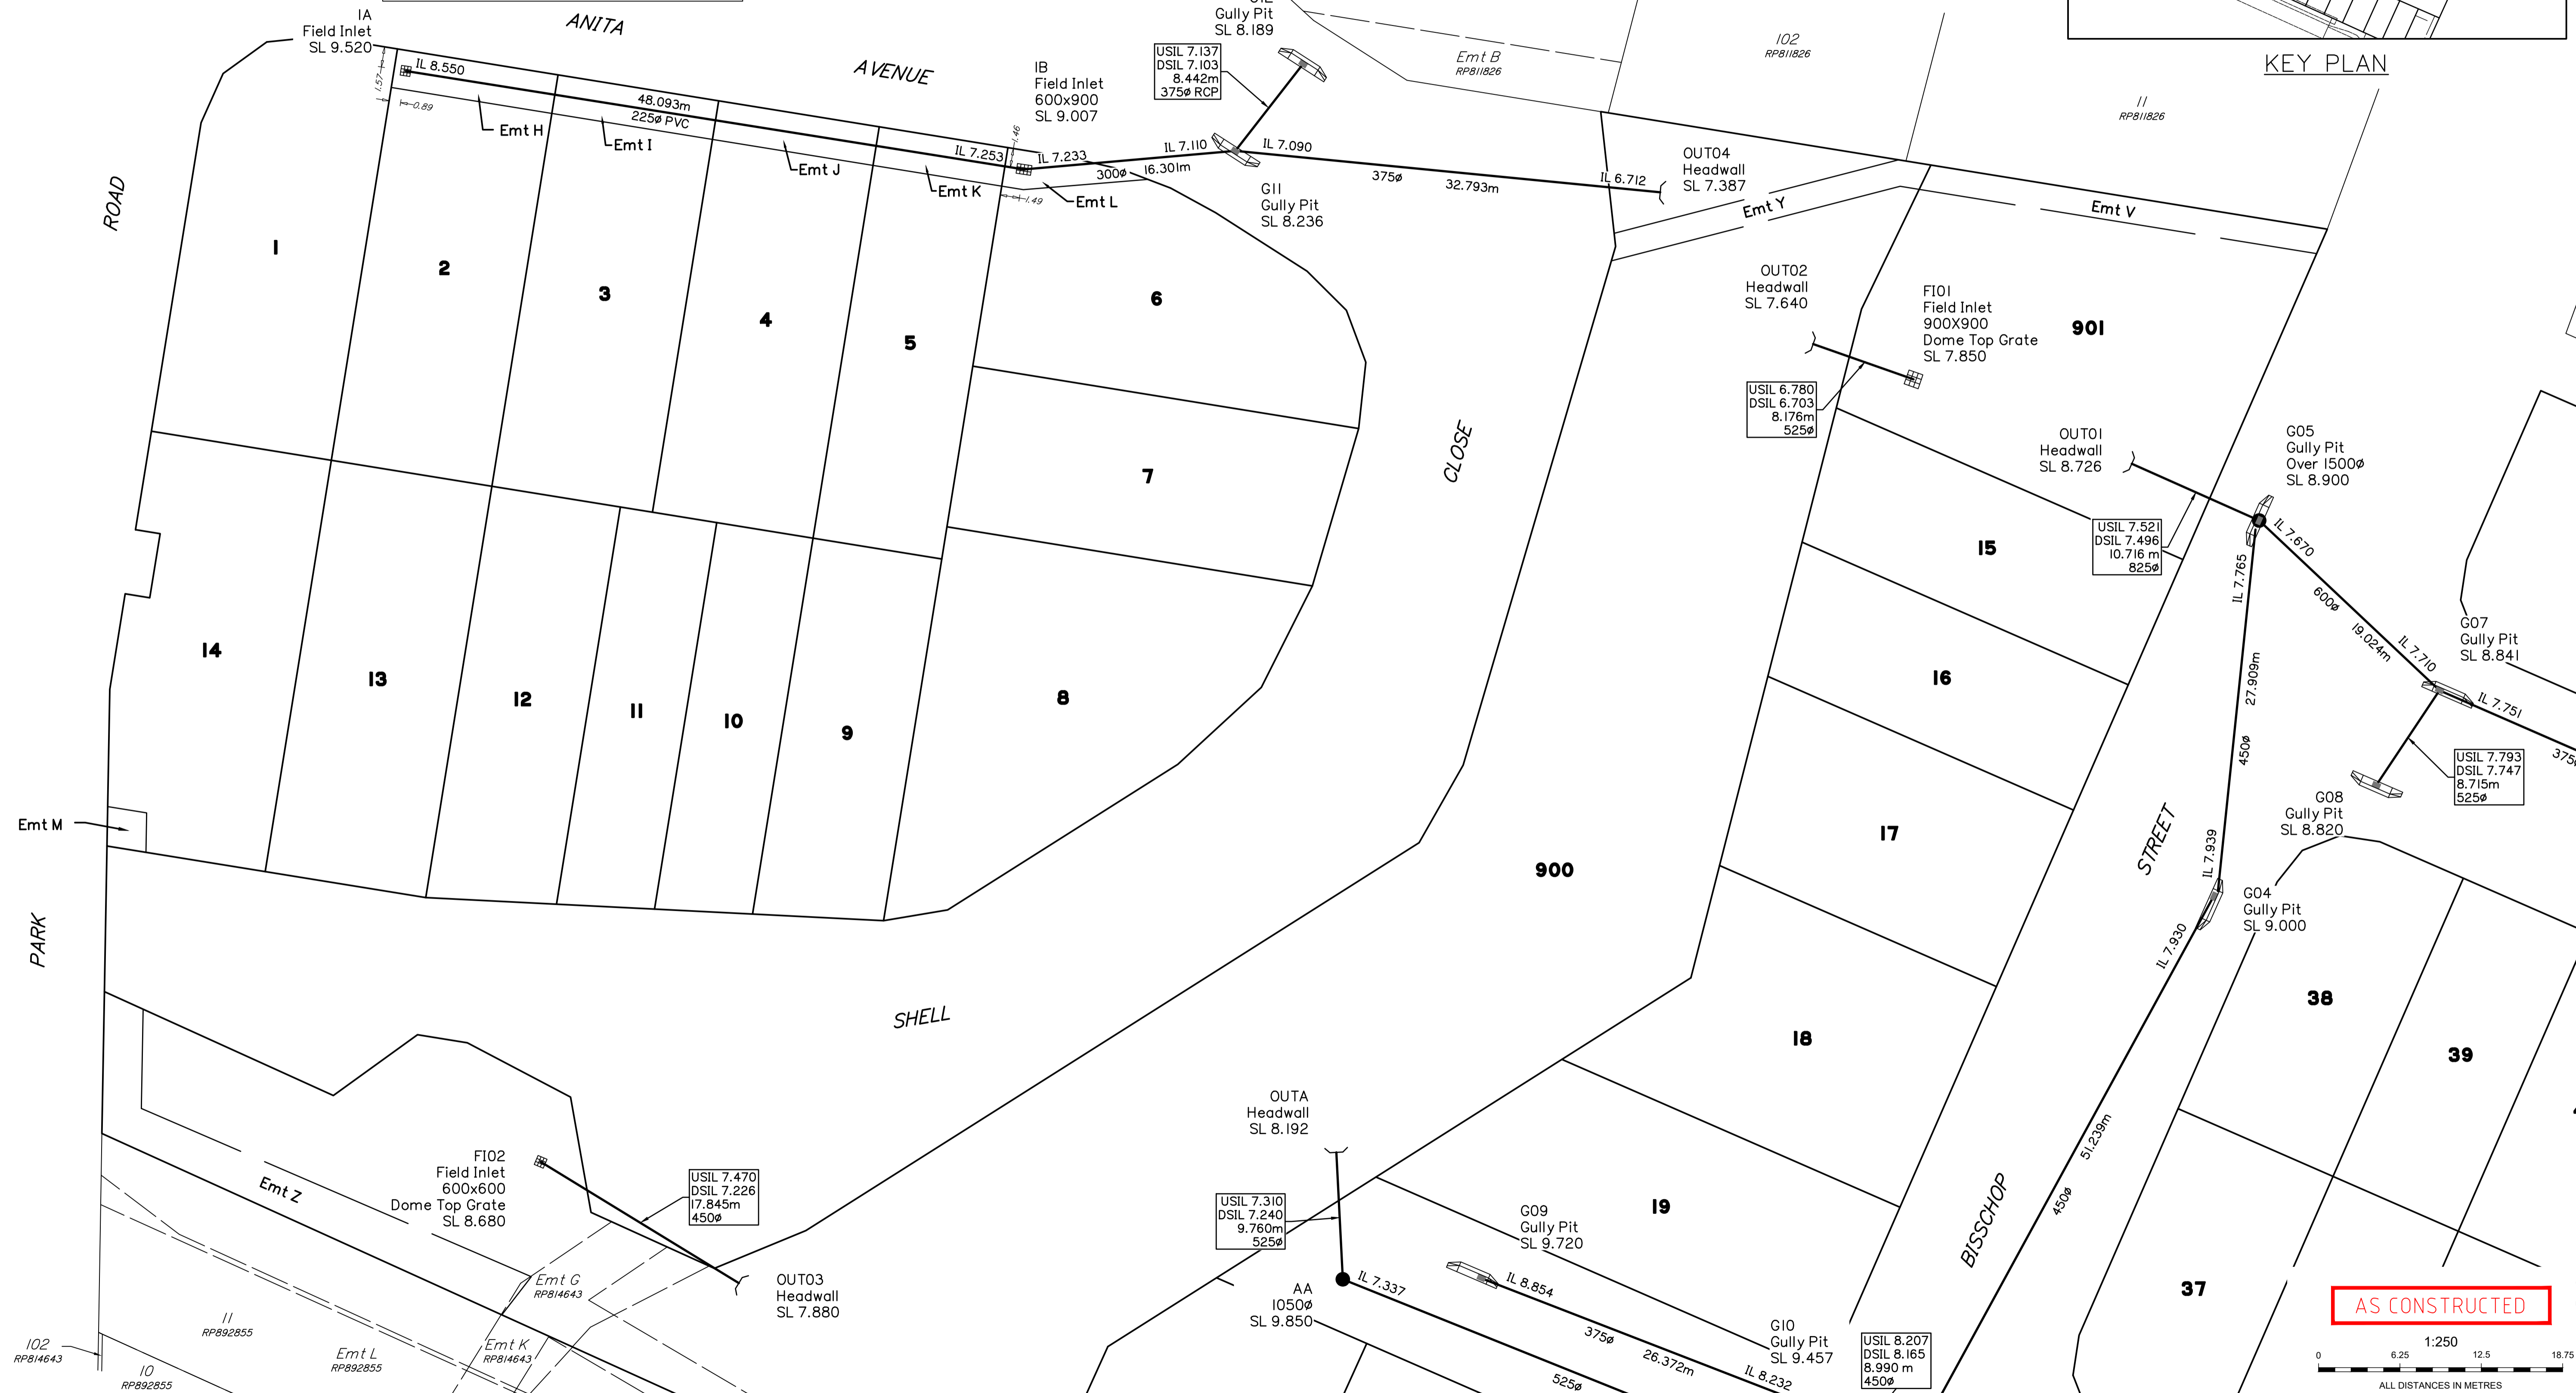 1A
Field Inlet
SL 9.520
ANITA
AVENUE
Gully Pit
SL 8.189
USIL 7.137
DSIL 7.103
8.442m
375ø RCP
1B
Field Inlet
600x900
SL 9.007
Emt B
RP811826
102
RP811826
KEY PLAN
11
RP811826
IL 8.550
1.57
0.89
48.093m
225ø PVC
Emt H
Emt I
Emt J
Emt K
Emt L
IL 7.253
1.46
1.49
IL 7.233
300ø
16.301m
IL 7.110
IL 7.090
375ø
32.793m
IL 6.712
G11
Gully Pit
SL 8.236
OUT04
Headwall
SL 7.387
Emt Y
Emt V
ROAD
1
2
3
4
5
6
7
OUT02
Headwall
SL 7.640
FI01
Field Inlet
900X900
Dome Top Grate
SL 7.850
901
USIL 6.780
DSIL 6.703
8.176m
525ø
CLOSE
OUT01
Headwall
SL 8.726
G05
Gully Pit
Over 1500ø
SL 8.900
USIL 7.521
DSIL 7.496
10.716 m
825ø
IL 7.670
600ø
19.024m
IL 7.710
IL 7.765
27.909m
450ø
IL 7.939
G07
Gully Pit
SL 8.841
IL 7.751
USIL 7.793
DSIL 7.747
8.715m
525ø
G08
Gully Pit
SL 8.820
15
16
17
18
19
14
13
12
11
10
9
8
900
Emt M
PARK
STREET
G04
Gully Pit
SL 9.000
IL 7.930
51.239m
450ø
38
39
37
SHELL
OUTA
Headwall
SL 8.192
USIL 7.310
DSIL 7.240
9.760m
525ø
AA
1050ø
SL 9.850
IL 7.337
525ø
G09
Gully Pit
SL 9.720
IL 8.854
375ø
26.372m
IL 8.232
G10
Gully Pit
SL 9.457
USIL 8.207
DSIL 8.165
8.990 m
450ø
BISSCHOP
FI02
Field Inlet
600x600
Dome Top Grate
SL 8.680
USIL 7.470
DSIL 7.226
17.845m
450ø
OUT03
Headwall
SL 7.880
Emt Z
Emt G
RP814643
Emt K
RP814643
Emt L
RP892855
11
RP892855
10
RP892855
102
RP814643
AS CONSTRUCTED
1:250
0 6.25 12.5 18.75
ALL DISTANCES IN METRES